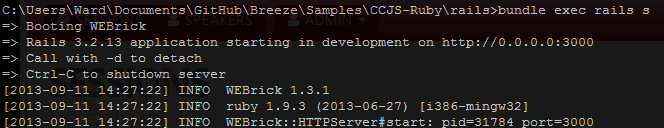 C:\Users\Ward\Documents\GitHub\Breeze\Samples\CCJS-Ruby\rails>bundle exec rails s
=> Booting WEBrick
=> Rails 3.2.13 application starting in development on http://0.0.0.0:3000
=> Call with -d to detach
=> Ctrl-C to shutdown server
[2013-09-11 14:27:22] INFO  WEBrick 1.3.1
[2013-09-11 14:27:22] INFO  ruby 1.9.3 (2013-06-27) [i386-mingw32]
[2013-09-11 14:27:22] INFO  WEBrick::HTTPServer#start: pid=31784 port=3000